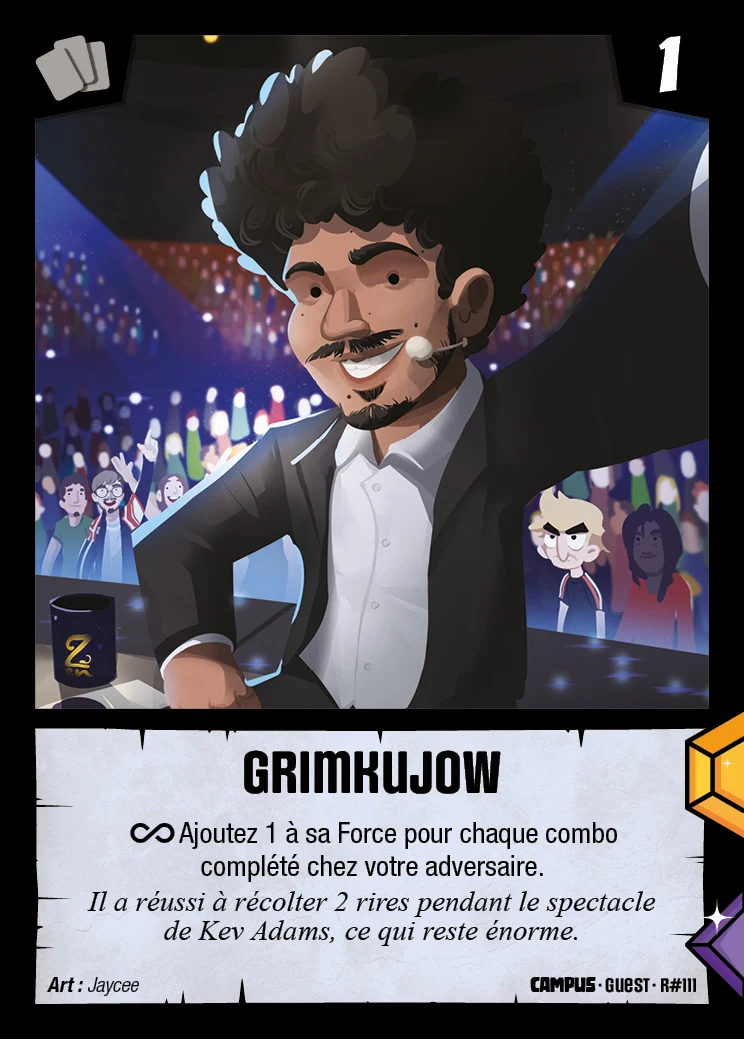 1
Zen
GRIMKUJOW
∞ Ajoutez 1 à sa Force pour chaque combo
complété chez votre adversaire.
Il a réussi à récolter 2 rires pendant le spectacle
de Kev Adams, ce qui reste énorme.
Art : Jaycee
CAMPUS · GUEST · R#111